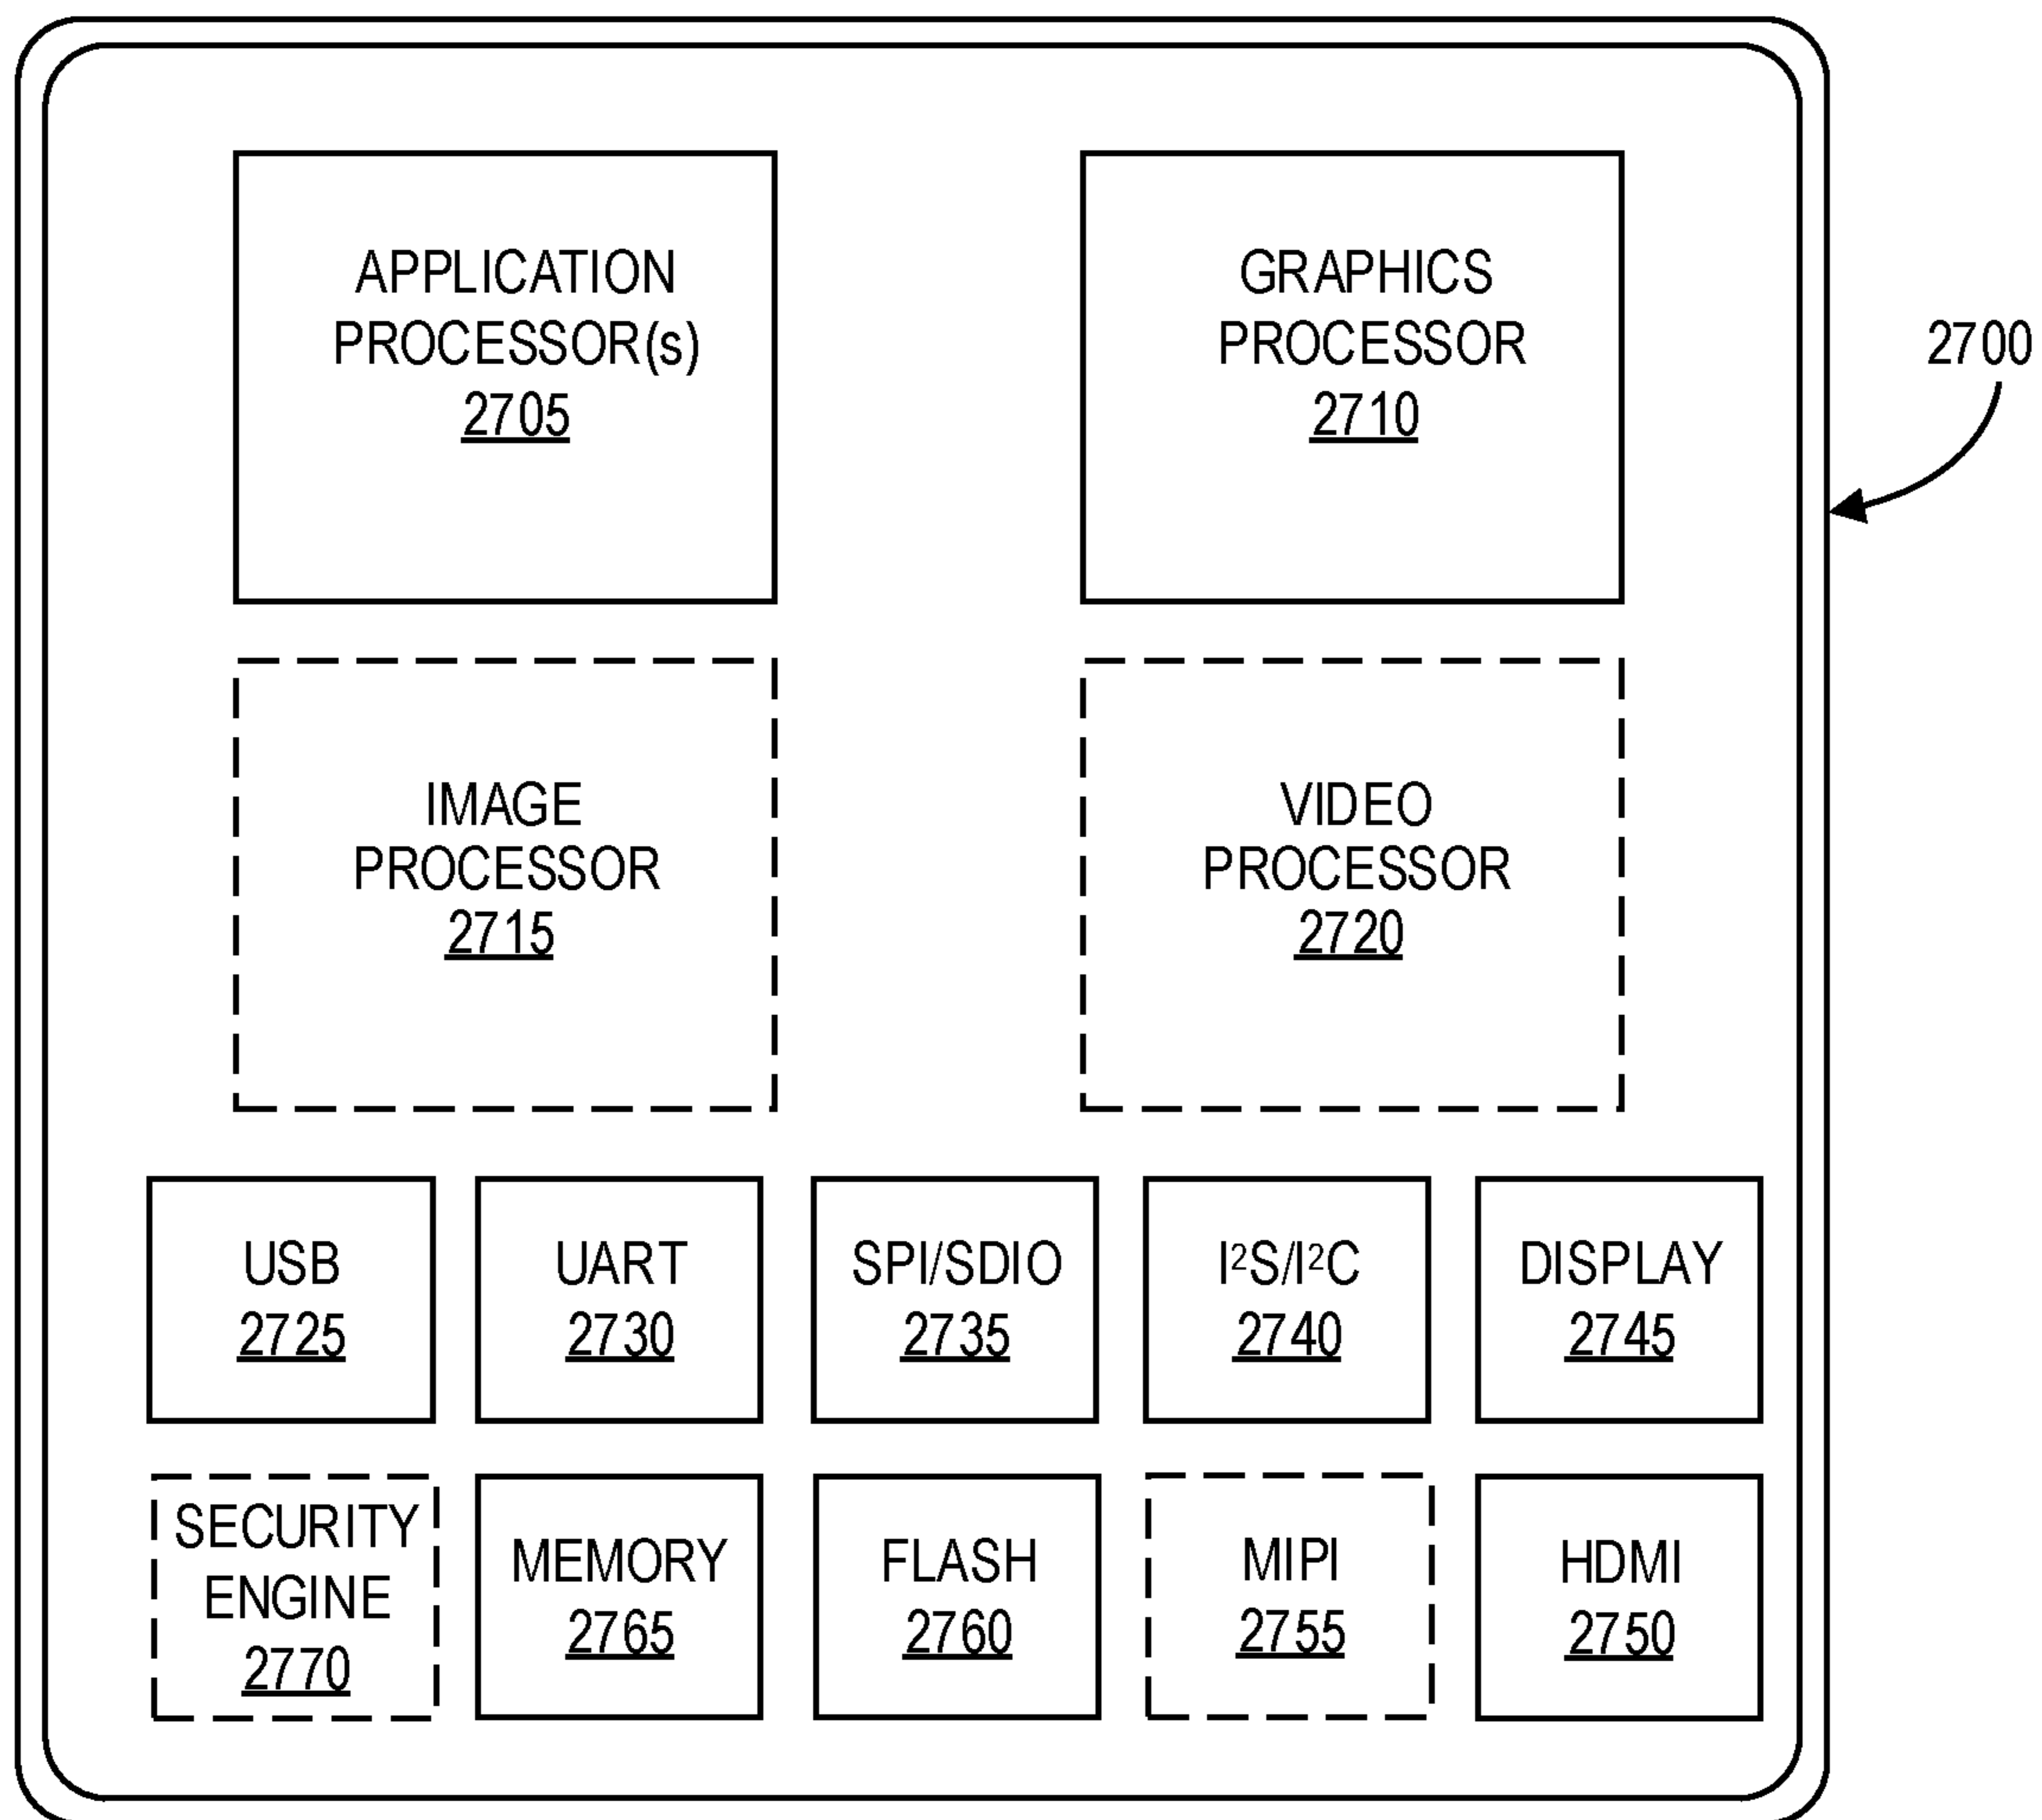 APPLICATION
PROCESSOR(s)
2705
GRAPHICS
PROCESSOR
2710
2700
IMAGE
PROCESSOR
2715
VIDEO
PROCESSOR
2720
USB
2725
UART
2730
SPI/SDIO
2735
I²S/I²C
2740
DISPLAY
2745
SECURITY
ENGINE
2770
MEMORY
2765
FLASH
2760
MIPI
2755
HDMI
2750